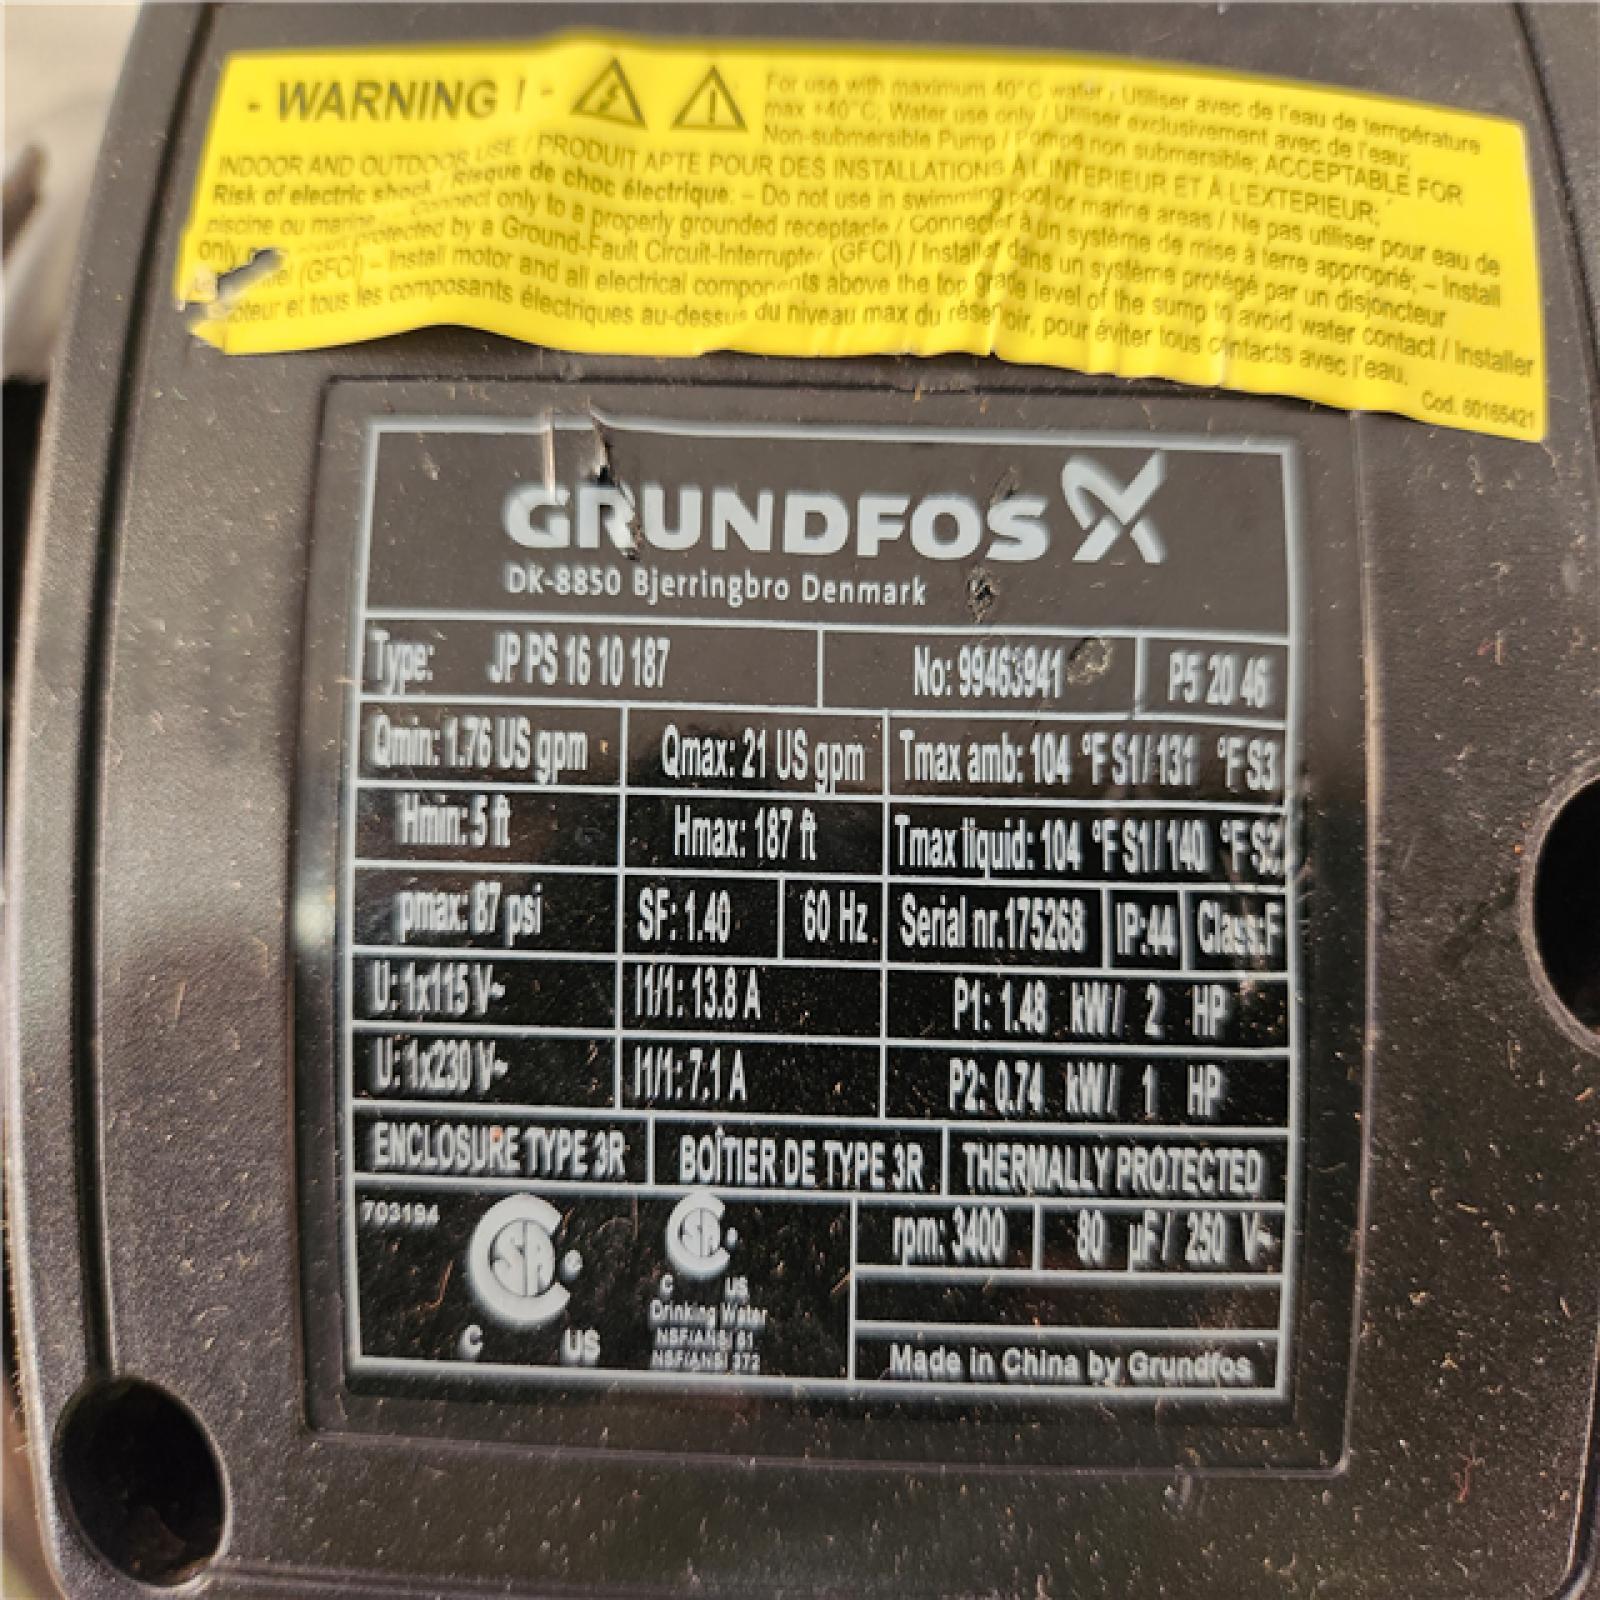 - WARNING ! -
For use with maximum 40°C water / Utiliser avec de l'eau de température
max +40°C; Water use only / Utiliser exclusivement avec de l'eau;
Non-submersible Pump / Pompe non submersible; ACCEPTABLE FOR
INDOOR AND OUTDOOR USE / PRODUIT APTE POUR DES INSTALLATIONS À L'INTERIEUR ET À L'EXTERIEUR;
Risk of electric shock / Risque de choc électrique: – Do not use in swimming pool or marine areas / Ne pas utiliser pour eau de
piscine ou marine – Connect only to a properly grounded receptacle / Connecter à un système de mise à terre approprié; – Install
only circuit protected by a Ground-Fault Circuit-Interrupter (GFCI) / Installer dans un système protégé par un disjoncteur
(GFCI) – Install motor and all electrical components above the top grade level of the sump to avoid water contact / Installer
moteur et tous les composants électriques au-dessus du niveau max du réservoir, pour éviter tous contacts avec l'eau.
Cod. 60165421
GRUNDFOS
DK-8850 Bjerringbro Denmark
Type: JP PS 16 10 187 No: 99463941 P5 20 46
Qmin: 1.76 US gpm Qmax: 21 US gpm Tmax amb: 104 °F S1/ 131 °F S3
Hmin: 5 ft Hmax: 187 ft Tmax liquid: 104 °F S1/ 140 °F
pmax: 87 psi SF: 1.40 60 Hz Serial nr.175268 IP:44 Class:F
U: 1x115 V~ I1/1: 13.8 A P1: 1.48 kW/ 2 HP
U: 1x230 V~ I1/1: 7.1 A P2: 0.74 kW/ 1 HP
ENCLOSURE TYPE 3R BOÎTIER DE TYPE 3R THERMALLY PROTECTED
703194
rpm: 3400 80 µF/ 250 V~
CSA
C US
CSA
C US
Drinking Water
NSF/ANSI 61
NSF/ANSI 372
Made in China by Grundfos